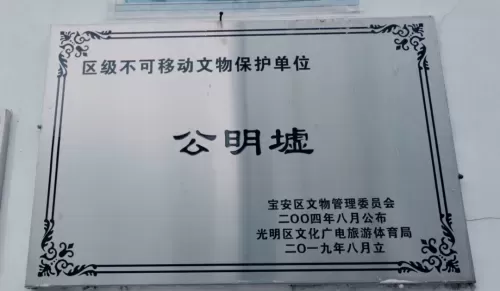 区级不可移动文物保护单位
公明墟
宝安区文物管理委员会
二〇〇四年八月公布
光明区文化广电旅游体育局
二〇一九年八月立